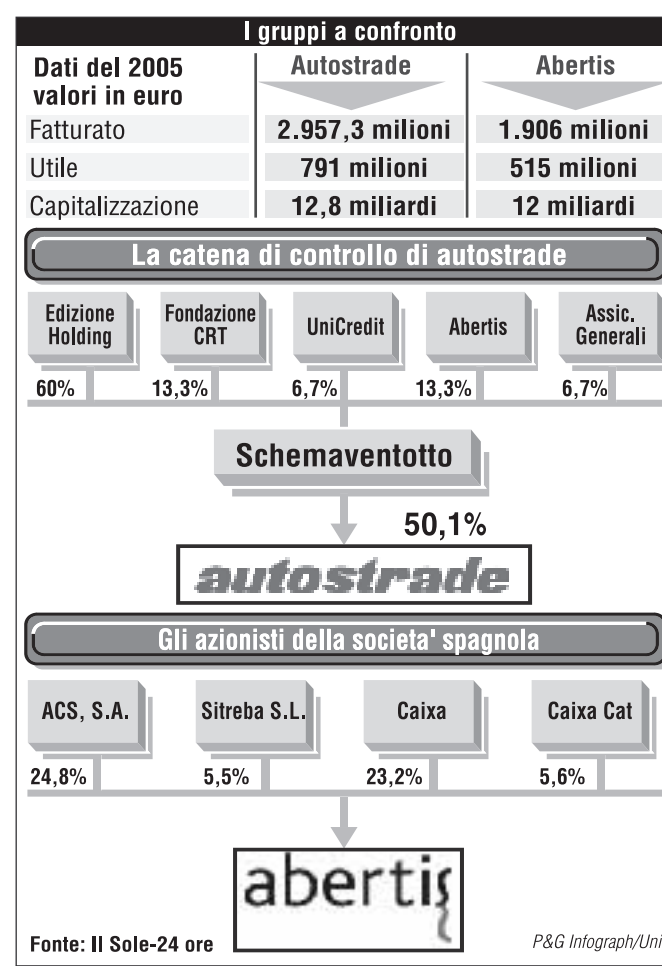 I gruppi a confronto
Dati del 2005
valori in euro
Autostrade
Abertis
Fatturato 2.957,3 milioni 1.906 milioni
Utile 791 milioni 515 milioni
Capitalizzazione 12,8 miliardi 12 miliardi
La catena di controllo di autostrade
Edizione
Holding
Fondazione
CRT
UniCredit
Abertis
Assic.
Generali
60% 13,3% 6,7% 13,3% 6,7%
Schemaventotto
50,1%
autostrade
Gli azionisti della societa' spagnola
ACS, S.A. Sitreba S.L. Caixa Caixa Cat
24,8% 5,5% 23,2% 5,6%
abertis
Fonte: Il Sole-24 ore
P&G Infograph/Uni